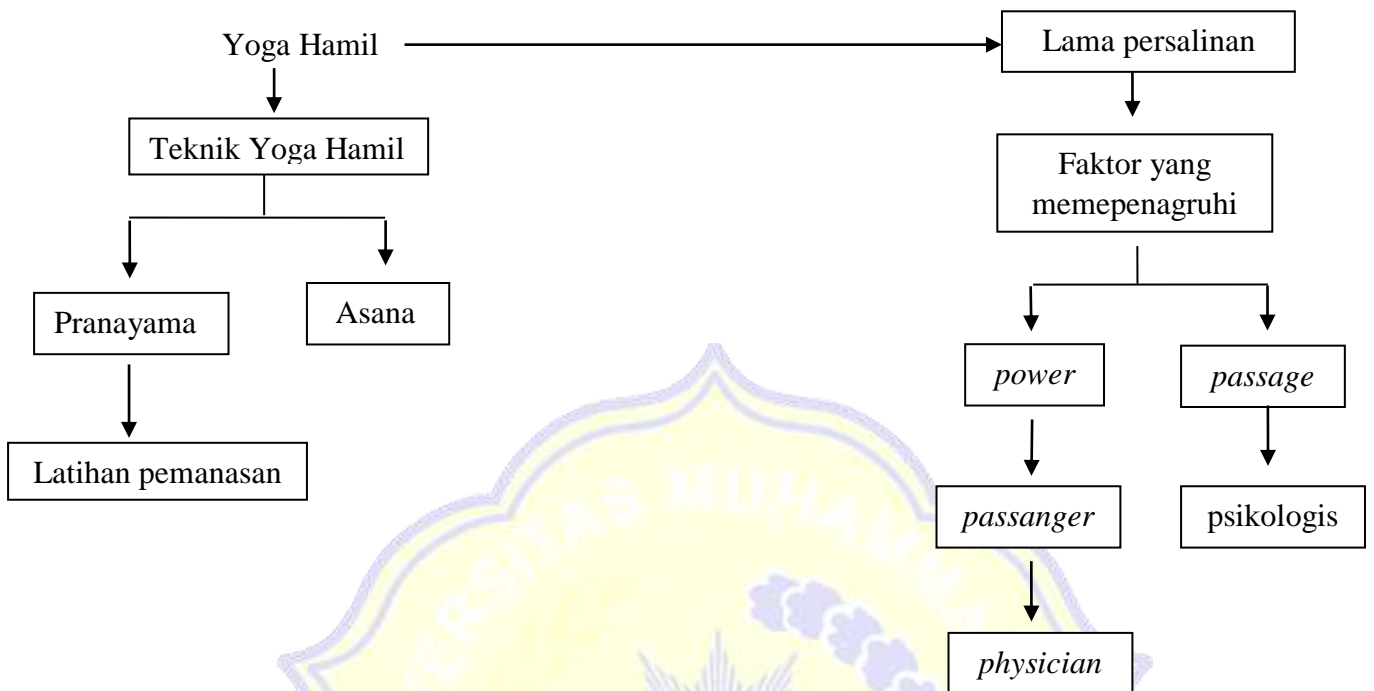 Yoga Hamil
Lama persalinan
Teknik Yoga Hamil
Faktor yang
memepenagruhi
Pranayama
Asana
power
passage
Latihan pemanasan
passanger
psikologis
physician